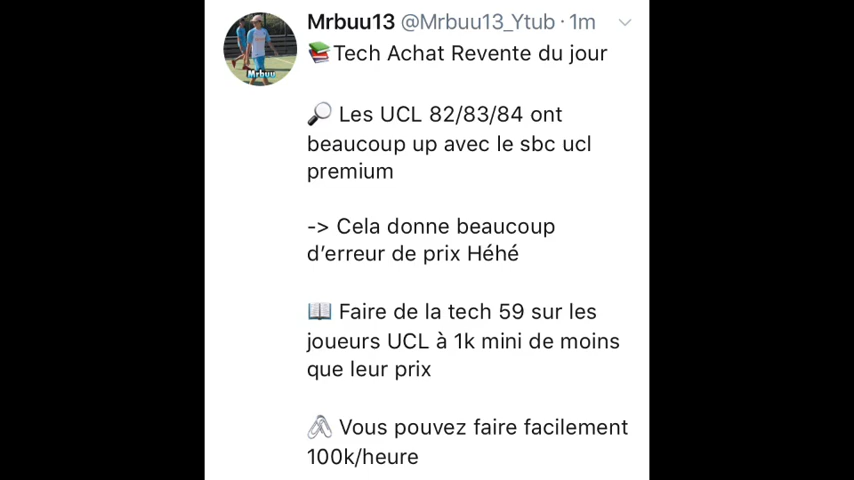 Mrbuu13 @Mrbuu13_Ytub · 1m
📚Tech Achat Revente du jour
🔎 Les UCL 82/83/84 ont
beaucoup up avec le sbc ucl
premium
-> Cela donne beaucoup
d’erreur de prix Héhé
📖 Faire de la tech 59 sur les
joueurs UCL à 1k mini de moins
que leur prix
🖇 Vous pouvez faire facilement
100k/heure
Mrbuu